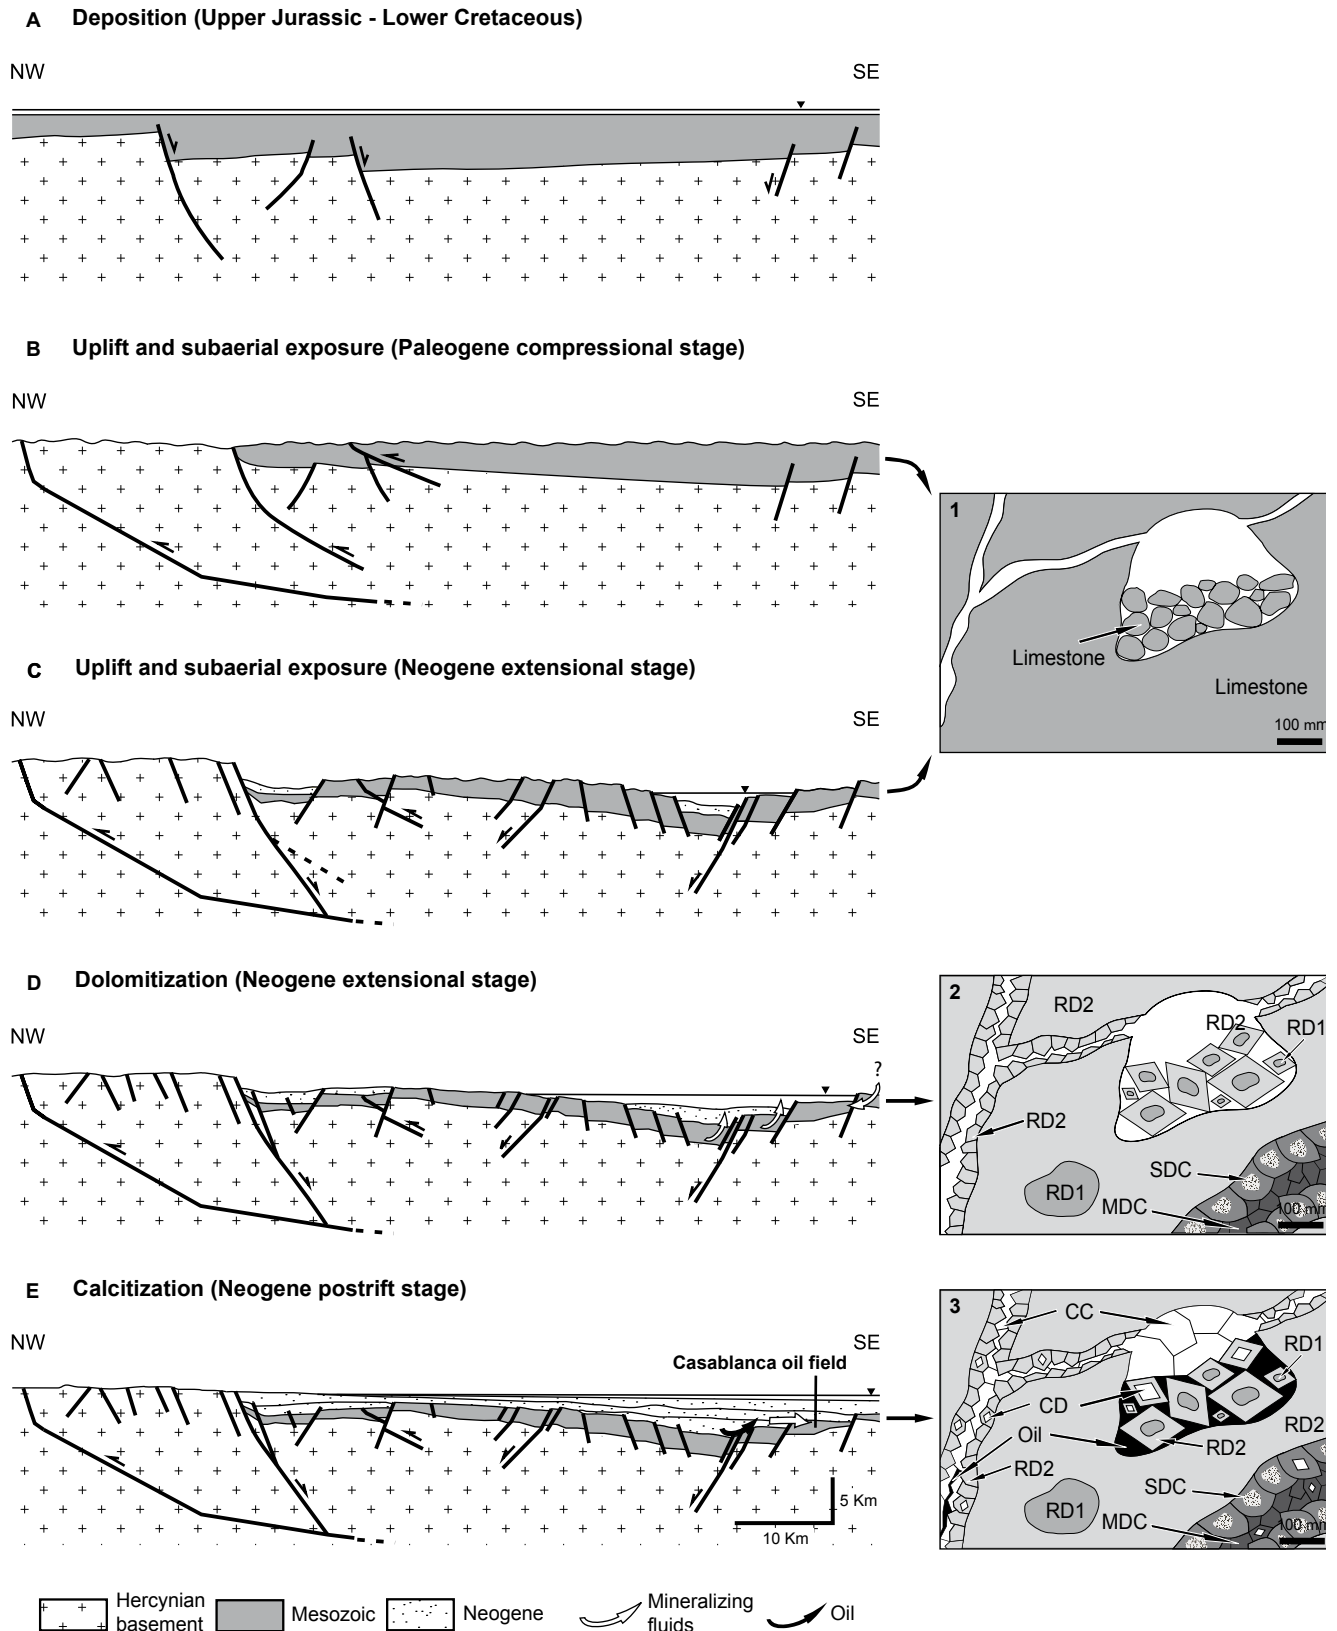 A Deposition (Upper Jurassic - Lower Cretaceous)
NW SE
B Uplift and subaerial exposure (Paleogene compressional stage)
NW SE
1
Limestone
Limestone
100 mm
C Uplift and subaerial exposure (Neogene extensional stage)
NW SE
D Dolomitization (Neogene extensional stage)
NW SE
?
2
RD2
RD2
RD1
RD2
SDC
RD1
MDC
100 mm
E Calcitization (Neogene postrift stage)
NW SE
Casablanca oil field
5 Km
10 Km
3
CC
RD1
CD
Oil
RD2
RD2
RD2
SDC
RD1
MDC
100 mm
Hercynian
basement
Mesozoic
Neogene
Mineralizing
fluids
Oil